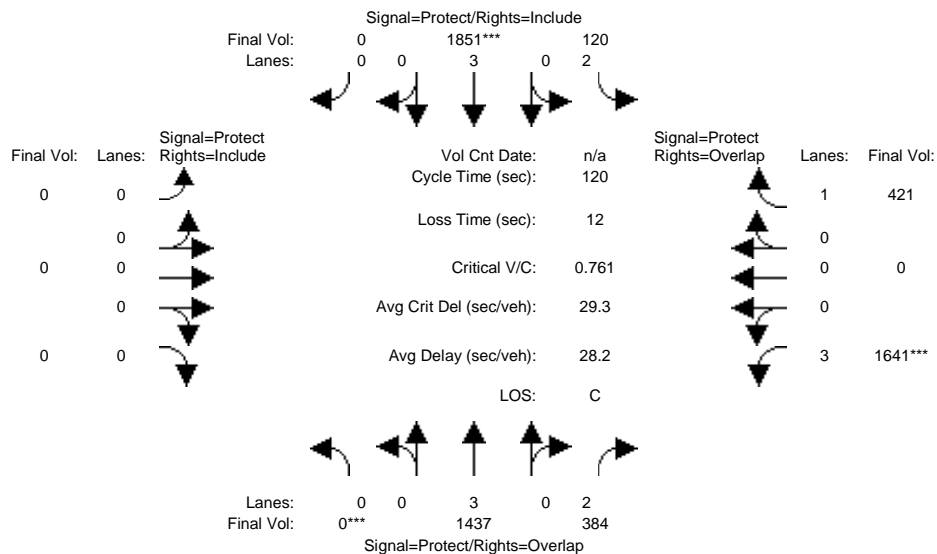 Signal=Protect/Rights=Include
Final Vol: 0 1851*** 120
Lanes: 0 0 3 0 2
Signal=Protect Signal=Protect
Final Vol: Lanes: Rights=Include Vol Cnt Date: n/a Rights=Overlap Lanes: Final Vol:
Cycle Time (sec): 120
0 0 1 421
Loss Time (sec): 12
0 0
0 0 Critical V/C: 0.761 0 0
0 Avg Crit Del (sec/veh): 29.3 0
0 0 Avg Delay (sec/veh): 28.2 3 1641***
LOS: C
Lanes: 0 0 3 0 2
Final Vol: 0*** 1437 384
Signal=Protect/Rights=Overlap